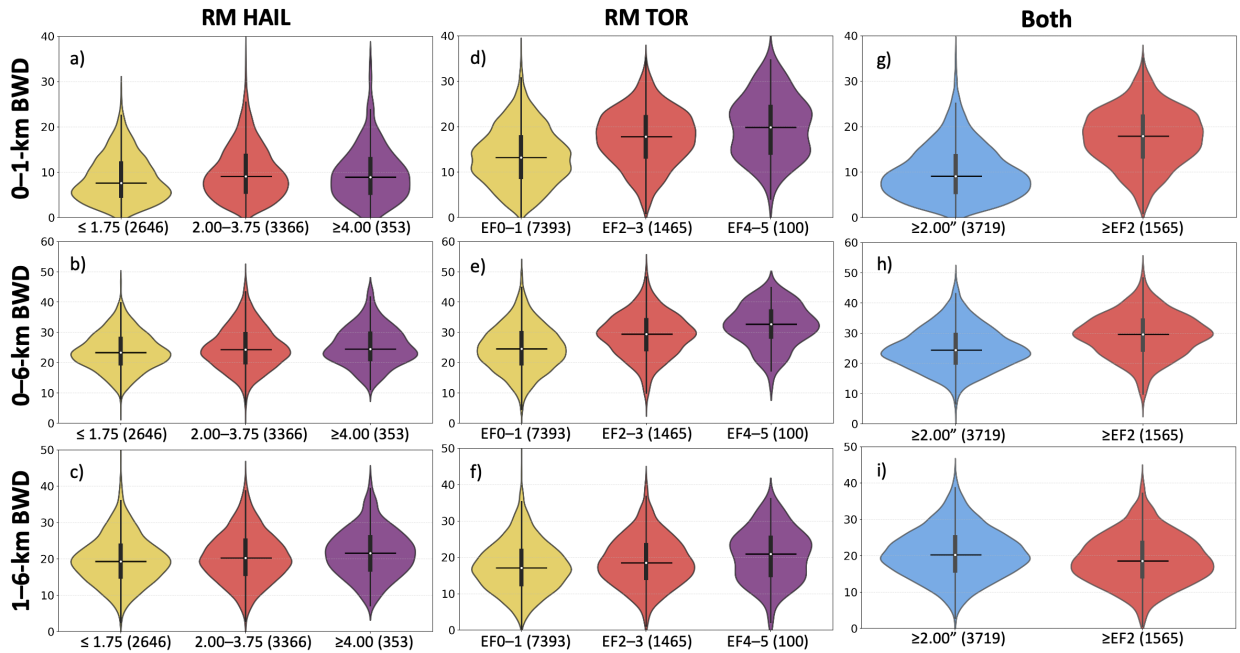 RM HAIL RM TOR Both
0–1-km BWD
a)
40
30
20
10
0
≤ 1.75 (2646) 2.00–3.75 (3366) ≥4.00 (353)
d)
40
30
20
10
0
EF0–1 (7393) EF2–3 (1465) EF4–5 (100)
g)
40
30
20
10
0
≥2.00” (3719) ≥EF2 (1565)
0–6-km BWD
b)
60
50
40
30
20
10
0
≤ 1.75 (2646) 2.00–3.75 (3366) ≥4.00 (353)
e)
60
50
40
30
20
10
0
EF0–1 (7393) EF2–3 (1465) EF4–5 (100)
h)
60
50
40
30
20
10
0
≥2.00” (3719) ≥EF2 (1565)
1–6-km BWD
c)
50
40
30
20
10
0
≤ 1.75 (2646) 2.00–3.75 (3366) ≥4.00 (353)
f)
50
40
30
20
10
0
EF0–1 (7393) EF2–3 (1465) EF4–5 (100)
i)
50
40
30
20
10
0
≥2.00” (3719) ≥EF2 (1565)